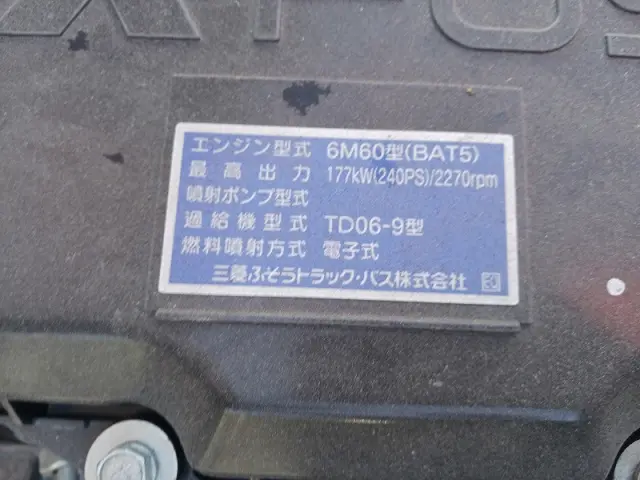 エンジン型式 6M60型(BAT5)
最高出力 177kW(240PS)/2270rpm
噴射ポンプ型式
過給機型式 TD06-9型
燃料噴射方式 電子式
三菱ふそうトラック・バス株式会社